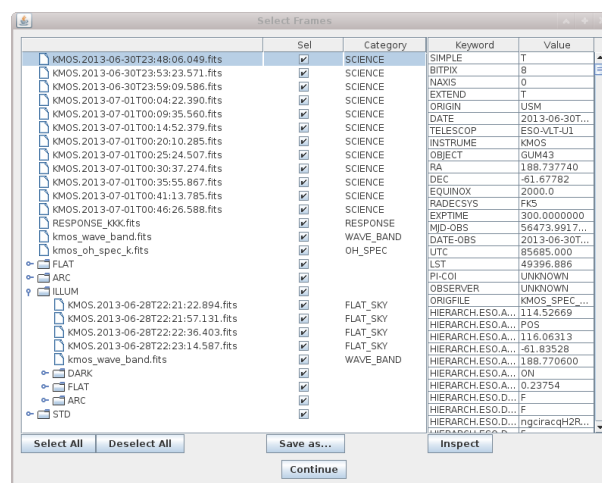 Select Frames
Sel Category Keyword Value
KMOS.2013-06-30T23:48:06.049.fits SCIENCE SIMPLE T
KMOS.2013-06-30T23:53:23.571.fits SCIENCE BITPIX 8
KMOS.2013-06-30T23:59:09.586.fits SCIENCE NAXIS 0
KMOS.2013-07-01T00:04:22.390.fits SCIENCE EXTEND T
KMOS.2013-07-01T00:09:35.560.fits SCIENCE ORIGIN USM
KMOS.2013-07-01T00:14:52.379.fits SCIENCE DATE 2013-06-30T...
KMOS.2013-07-01T00:20:10.285.fits SCIENCE TELESCOP ESO-VLT-U1
KMOS.2013-07-01T00:25:24.507.fits SCIENCE INSTRUME KMOS
KMOS.2013-07-01T00:30:37.274.fits SCIENCE OBJECT GUM43
KMOS.2013-07-01T00:35:55.867.fits SCIENCE RA 188.737740
KMOS.2013-07-01T00:41:13.785.fits SCIENCE DEC -61.67782
KMOS.2013-07-01T00:46:26.588.fits SCIENCE EQUINOX 2000.0
RESPONSE_KKK.fits RESPONSE RADECSYS FK5
kmos_wave_band.fits WAVE_BAND EXPTIME 300.0000000
kmos_oh_spec_k.fits OH_SPEC MJD-OBS 56473.9917...
FLAT DATE-OBS 2013-06-30T...
ARC UTC 85685.000
ILLUM LST 49396.886
KMOS.2013-06-28T22:21:22.894.fits FLAT_SKY PI-COI UNKNOWN
KMOS.2013-06-28T22:21:57.131.fits FLAT_SKY OBSERVER UNKNOWN
KMOS.2013-06-28T22:22:36.403.fits FLAT_SKY ORIGFILE KMOS_SPEC_...
KMOS.2013-06-28T22:23:14.587.fits FLAT_SKY HIERARCH.ESO.A... 114.52669
kmos_wave_band.fits WAVE_BAND HIERARCH.ESO.A... POS
DARK HIERARCH.ESO.A... 116.06313
FLAT HIERARCH.ESO.A... -61.83528
ARC HIERARCH.ESO.A... 188.770600
STD HIERARCH.ESO.A... ON
HIERARCH.ESO.A... 0.23754
HIERARCH.ESO.D... F
HIERARCH.ESO.D... F
HIERARCH.ESO.D... ngciracqH2R...
Select All Deselect All Save as... Inspect
Continue